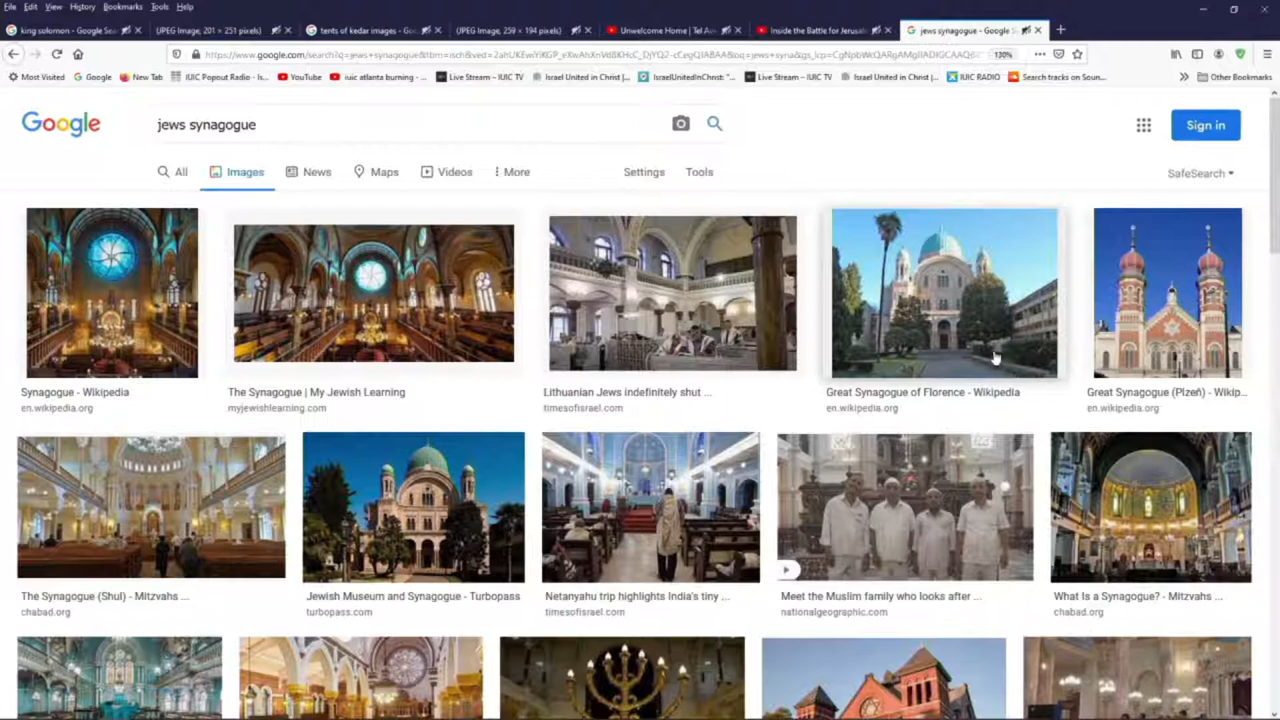 File Edit View History Bookmarks Tools Help
king solomon - Google Sea
(JPEG Image, 201 × 251 pixels)
tents of kedar images - Goo
(JPEG Image, 259 × 194 pixels)
Unwelcome Home | Tel Av
Inside the Battle for Jerusal
jews synagogue - Google S
130%
Most Visited
Google
New Tab
IUIC Popout Radio - Is...
YouTube
iuic atlanta burning - ...
Live Stream – IUIC TV
Israel United in Christ |...
IsraelUnitedInChrist: "...
Live Stream – IUIC TV
Israel United in Christ |...
IUIC RADIO
Search tracks on Soun...
Other Bookmarks
Google
jews synagogue
Sign in
All
Images
News
Maps
Videos
More
Settings
Tools
SafeSearch
Synagogue - Wikipedia
en.wikipedia.org
The Synagogue | My Jewish Learning
myjewishlearning.com
Lithuanian Jews indefinitely shut ...
timesofisrael.com
Great Synagogue of Florence - Wikipedia
en.wikipedia.org
Great Synagogue (Plzeň) - Wikip...
en.wikipedia.org
The Synagogue (Shul) - Mitzvahs ...
chabad.org
Jewish Museum and Synagogue - Turbopass
turbopass.com
Netanyahu trip highlights India's tiny ...
timesofisrael.com
Meet the Muslim family who looks after ...
nationalgeographic.com
What Is a Synagogue? - Mitzvahs ...
chabad.org